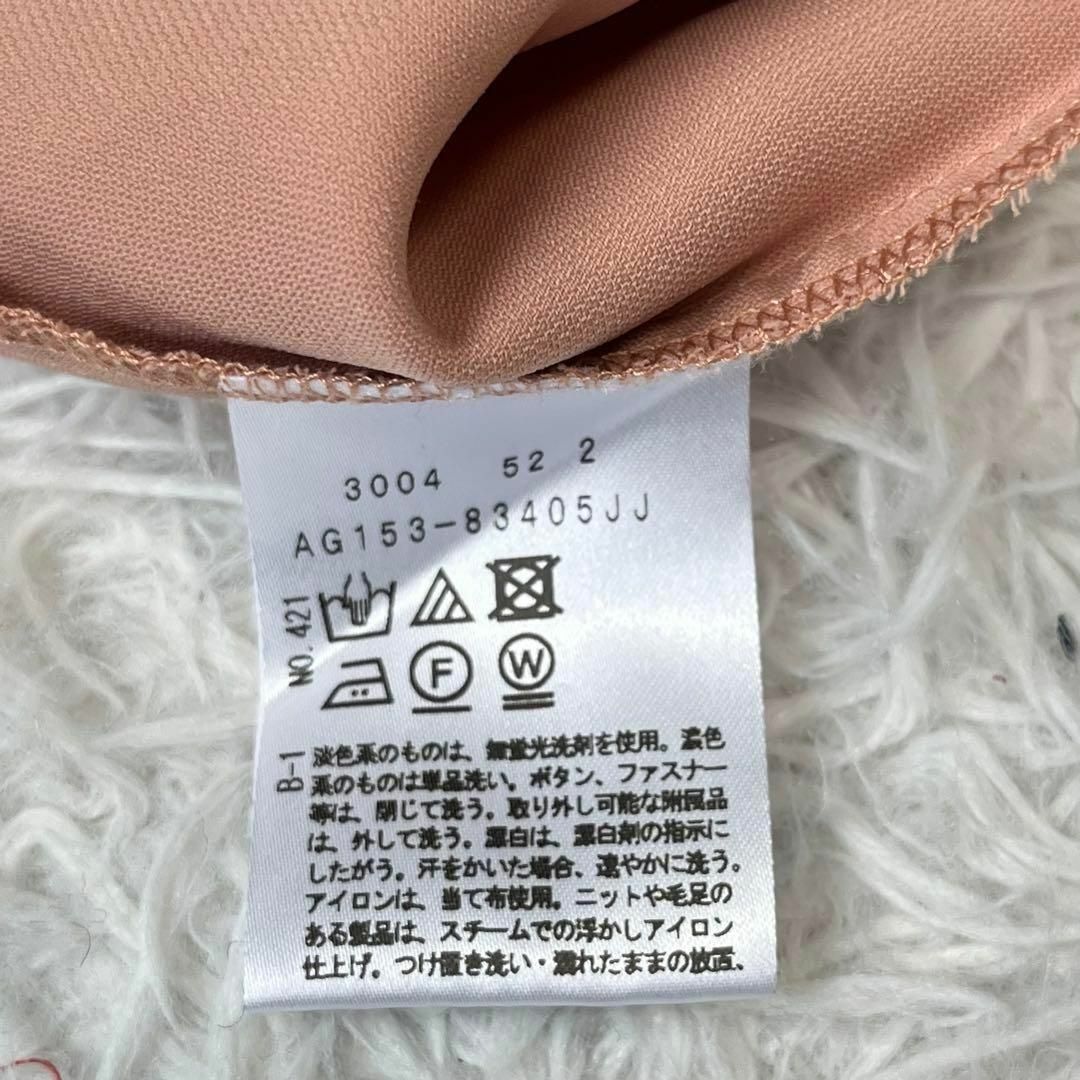 3004 52 2
AG153-83405JJ
NO. 421
F
W
B-1
淡色系のものは、無蛍光洗剤を使用。濃色
系のものは単品洗い。ボタン、ファスナー
等は、閉じて洗う。取り外し可能な附属品
は、外して洗う。漂白は、漂白剤の指示に
したがう。汗をかいた場合、速やかに洗う。
アイロンは、当て布使用。ニットや毛足の
ある製品は、スチームでの浮かしアイロン
仕上げ。つけ置き洗い・濡れたままの放置、